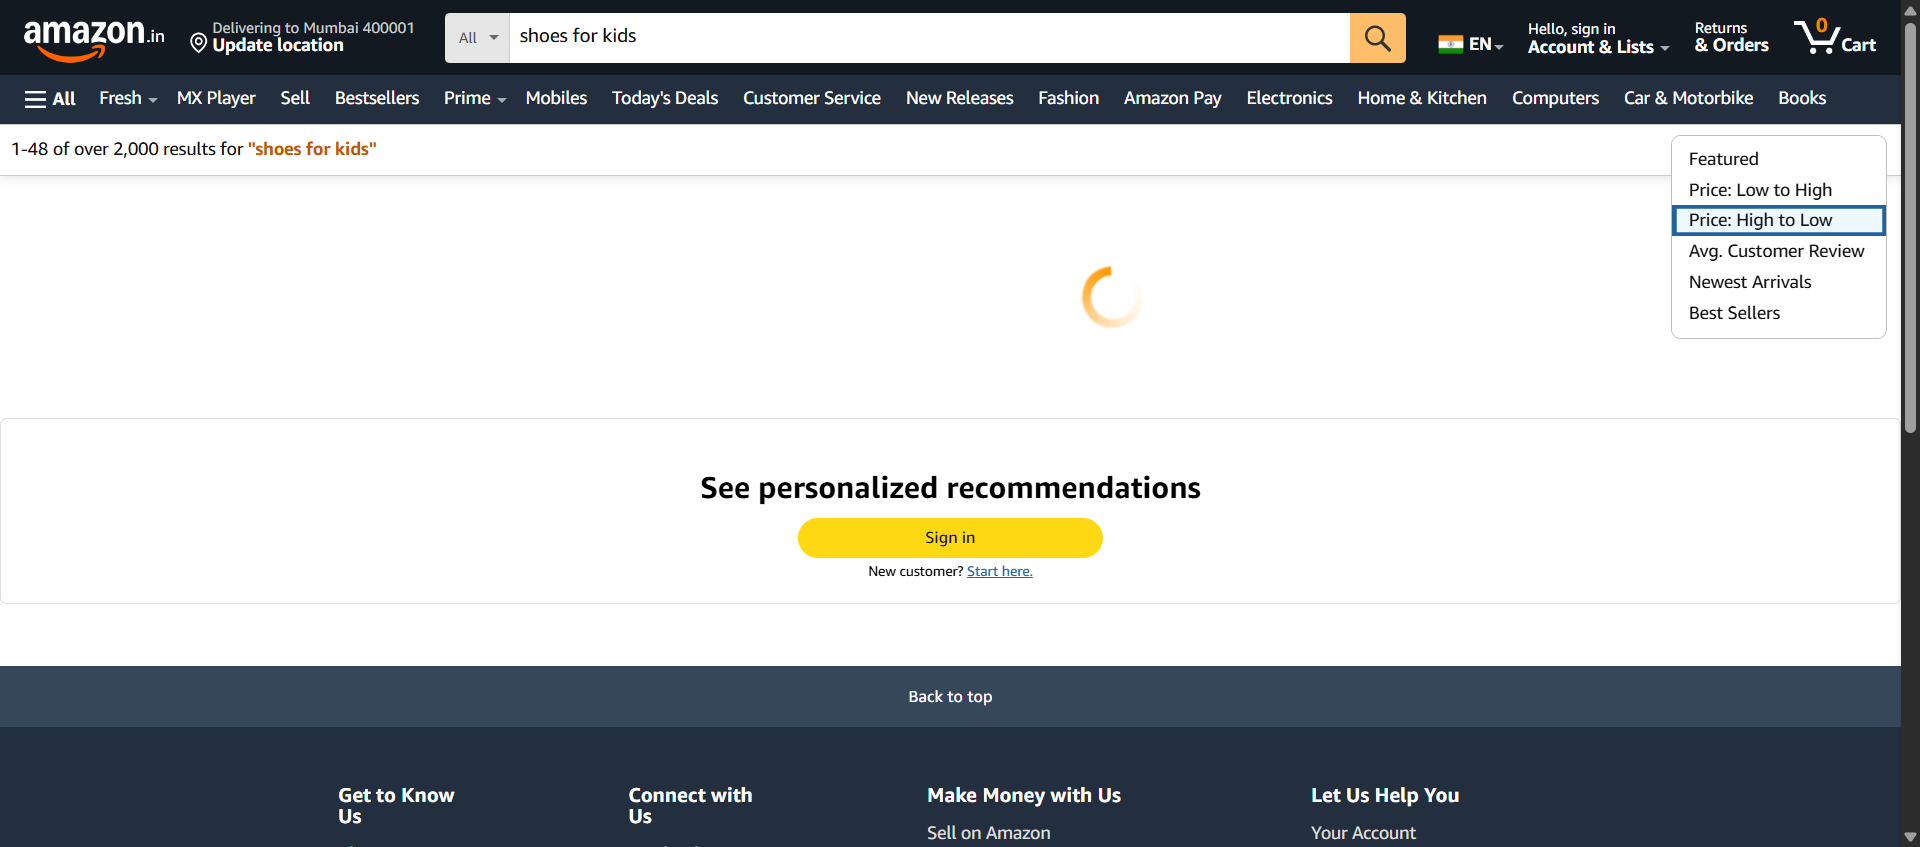 amazon.in
Delivering to Mumbai 400001
Update location
All
shoes for kids
EN
Hello, sign in
Account & Lists
Returns
& Orders
0
Cart
All
Fresh
MX Player
Sell
Bestsellers
Prime
Mobiles
Today's Deals
Customer Service
New Releases
Fashion
Amazon Pay
Electronics
Home & Kitchen
Computers
Car & Motorbike
Books
1-48 of over 2,000 results for "shoes for kids"
Featured
Price: Low to High
Price: High to Low
Avg. Customer Review
Newest Arrivals
Best Sellers
See personalized recommendations
Sign in
New customer? Start here.
Back to top
Get to Know
Us
Connect with
Us
Make Money with Us
Sell on Amazon
Let Us Help You
Your Account